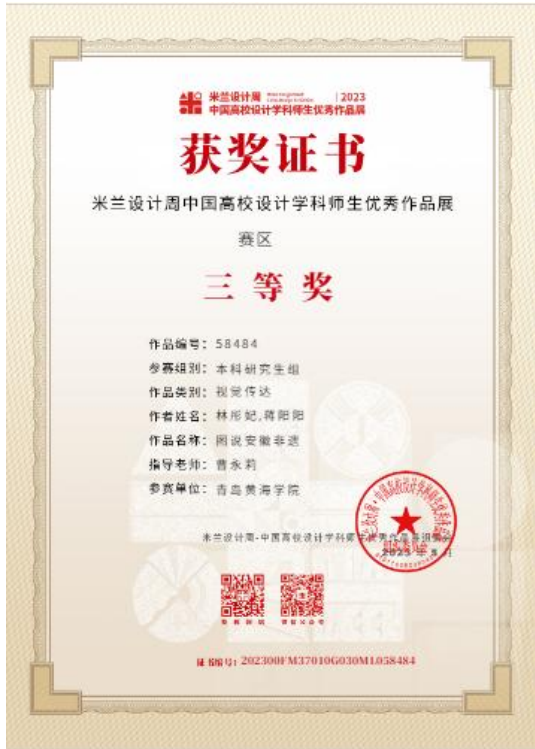 米兰设计周
2023
中国高校设计学科师生优秀作品展
获奖证书
米兰设计周中国高校设计学科师生优秀作品展
赛区
三等奖
作品编号：58484
参赛组别：本科研究生组
作品类别：视觉传达
作者姓名：林彤妃,蒋阳阳
作品名称：图说安徽非遗
指导老师：曹永莉
参赛单位：青岛黄海学院
米兰设计周-中国高校设计学科师生优秀作品展组委会
2023 年 8 月
证书编号：202300FM37010G030M1058484